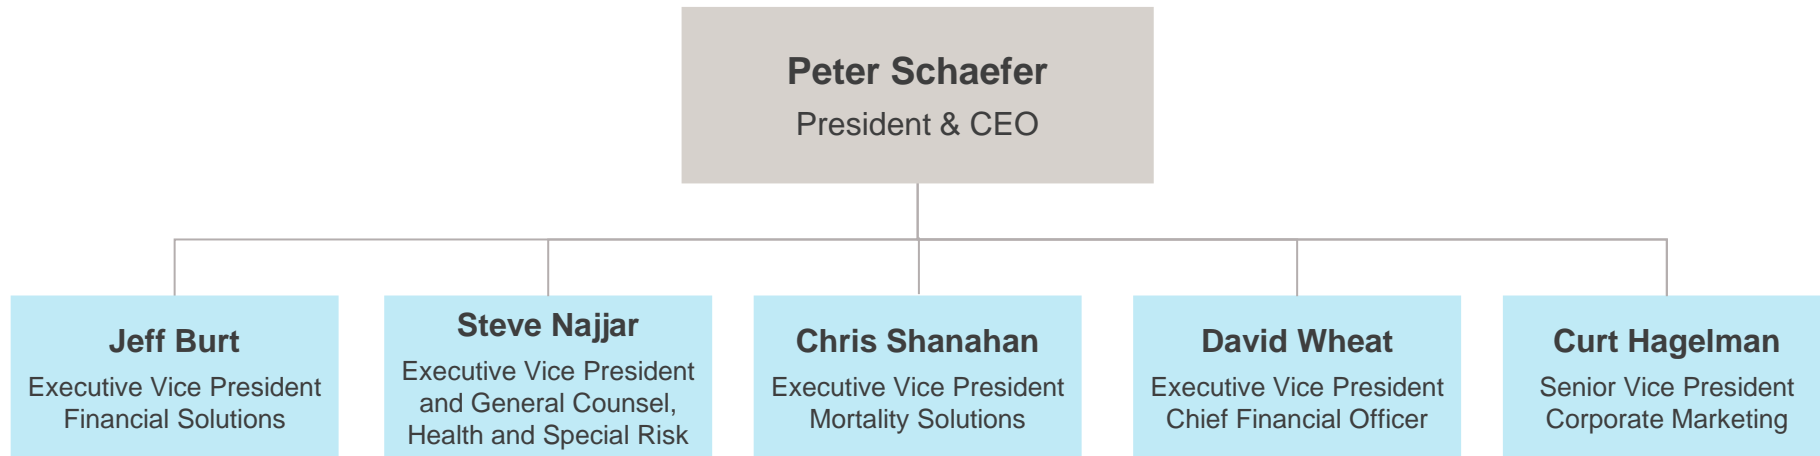 Peter Schaefer
President & CEO
Jeff Burt
Executive Vice President
Financial Solutions
Steve Najjar
Executive Vice President
and General Counsel,
Health and Special Risk
Chris Shanahan
Executive Vice President
Mortality Solutions
David Wheat
Executive Vice President
Chief Financial Officer
Curt Hagelman
Senior Vice President
Corporate Marketing